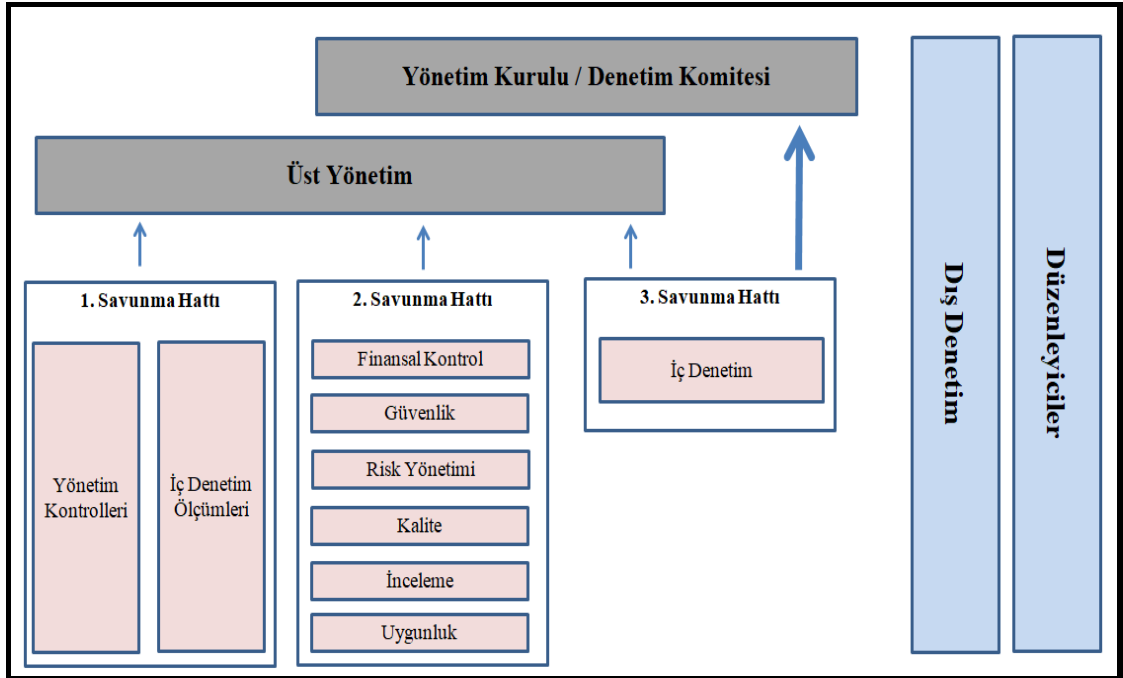 Yönetim Kurulu / Denetim Komitesi
Üst Yönetim
1. Savunma Hattı
Yönetim
Kontrolleri
İç Denetim
Ölçümleri
2. Savunma Hattı
Finansal Kontrol
Güvenlik
Risk Yönetimi
Kalite
İnceleme
Uygunluk
3. Savunma Hattı
İç Denetim
Dış Denetim
Düzenleyiciler